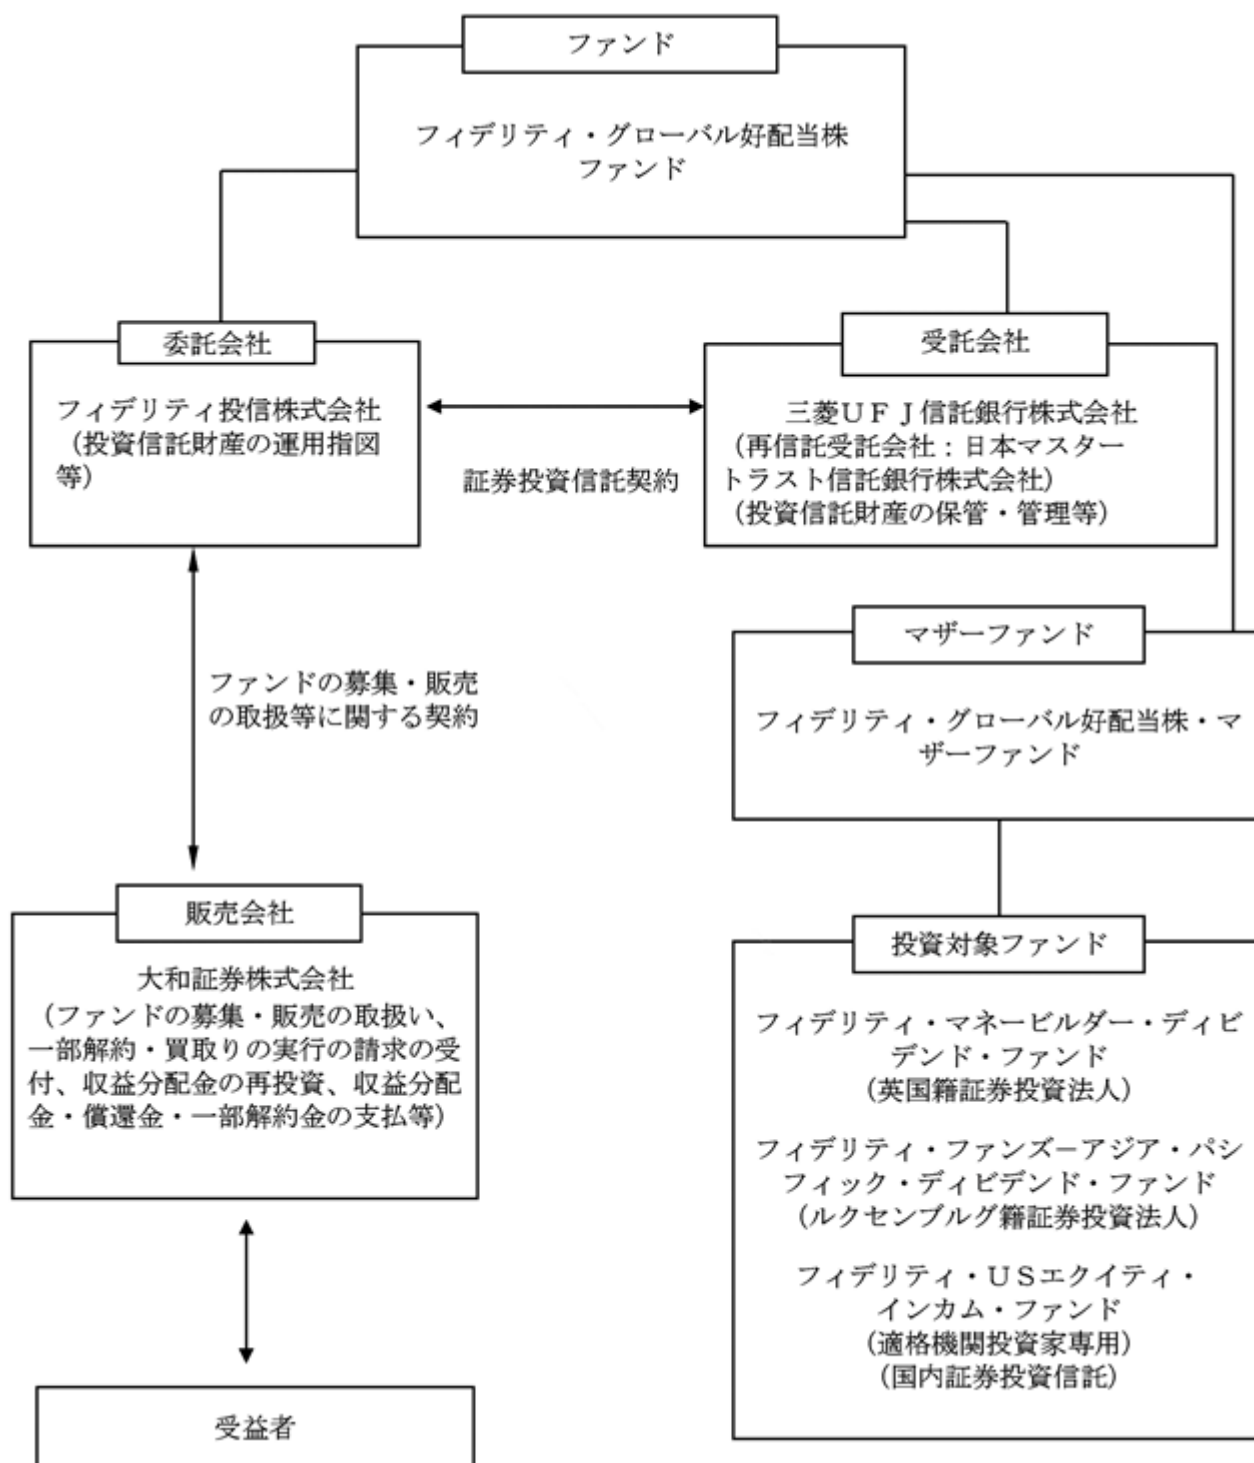 ファンド
フィデリティ・グローバル好配当株
ファンド
委託会社
フィデリティ投信株式会社
（投資信託財産の運用指図
等）
証券投資信託契約
受託会社
三菱ＵＦＪ信託銀行株式会社
（再信託受託会社：日本マスター
トラスト信託銀行株式会社）
（投資信託財産の保管・管理等）
ファンドの募集・販売
の取扱等に関する契約
マザーファンド
フィデリティ・グローバル好配当株・マ
ザーファンド
販売会社
大和証券株式会社
（ファンドの募集・販売の取扱い、
一部解約・買取りの実行の請求の受
付、収益分配金の再投資、収益分配
金・償還金・一部解約金の支払等）
投資対象ファンド
フィデリティ・マネービルダー・ディビ
デンド・ファンド
（英国籍証券投資法人）
フィデリティ・ファンズ－アジア・パシ
フィック・ディビデンド・ファンド
（ルクセンブルグ籍証券投資法人）
フィデリティ・ＵＳエクイティ・
インカム・ファンド
（適格機関投資家専用）
（国内証券投資信託）
受益者